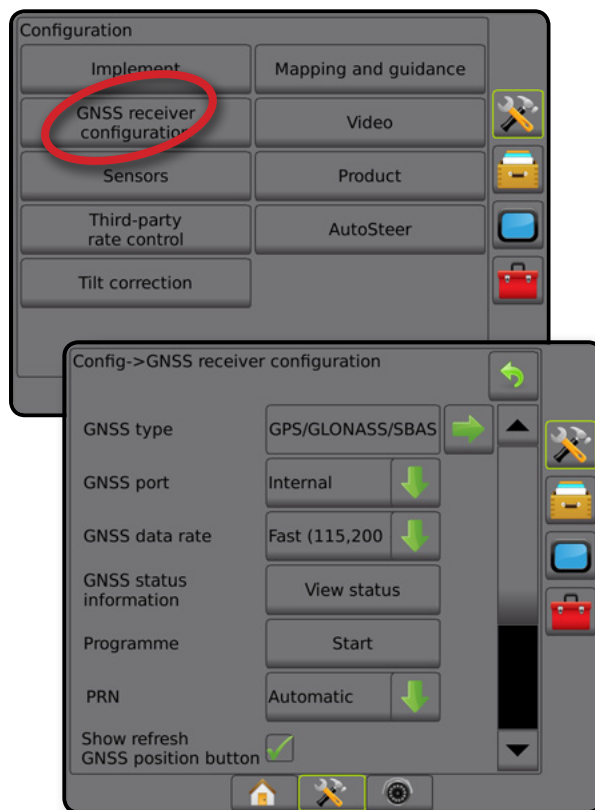 Configuration
Implement
Mapping and guidance
GNSS receiver
configuration
Video
Sensors
Product
Third-party
rate control
AutoSteer
Tilt correction
Config->GNSS receiver configuration
GNSS type
GPS/GLONASS/SBAS
GNSS port
Internal
GNSS data rate
Fast (115,200
GNSS status
information
View status
Programme
Start
PRN
Automatic
Show refresh
GNSS position button